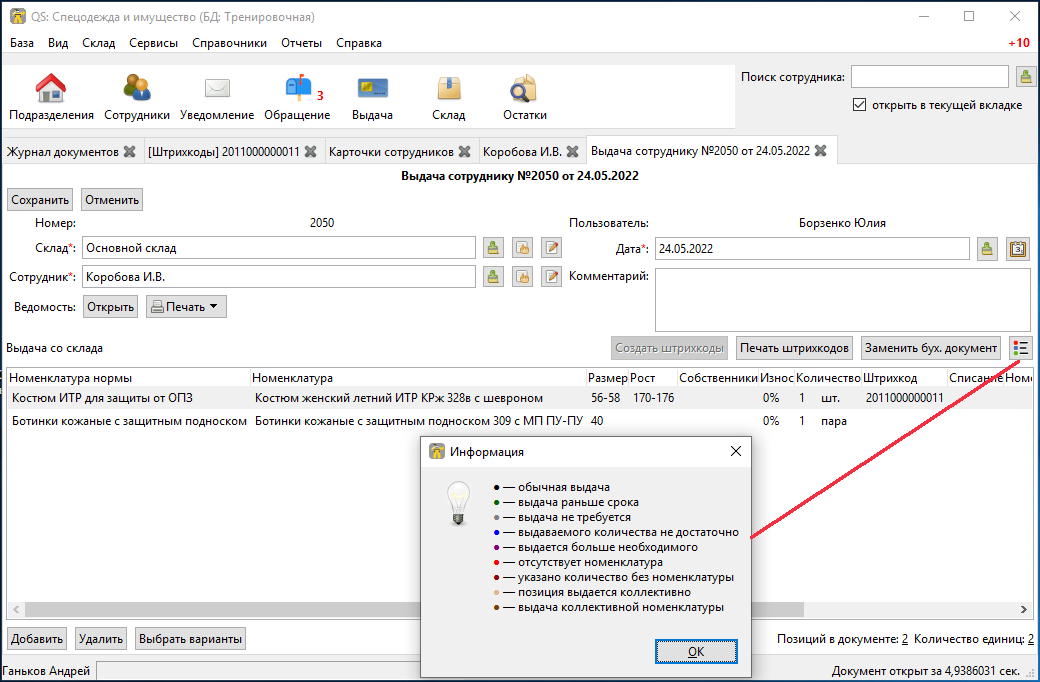 QS: Спецодежда и имущество (БД: Тренировочная)
База Вид Склад Сервисы Справочники Отчеты Справка +10
Подразделения Сотрудники Уведомление Обращение 3 Выдача Склад Остатки
Поиск сотрудника:
открыть в текущей вкладке
Журнал документов [Штрихкоды] 2011000000011 Карточки сотрудников Коробова И.В. Выдача сотруднику №2050 от 24.05.2022
Выдача сотруднику №2050 от 24.05.2022
Сохранить Отменить
Номер: 2050 Пользователь: Борзенко Юлия
Склад*: Основной склад Дата*: 24.05.2022
Сотрудник*: Коробова И.В. Комментарий:
Ведомость: Открыть Печать
Выдача со склада Создать штрихкоды Печать штрихкодов Заменить бух. документ
Номенклатура нормы Номенклатура Размер Рост Собственники Износ Количество Штрихкод Списание Номе
Костюм ИТР для защиты от ОПЗ Костюм женский летний ИТР КРж 328в с шевроном 56-58 170-176 0% 1 шт. 2011000000011
Ботинки кожаные с защитным подноском Ботинки кожаные с защитным подноском 309 с МП ПУ-ПУ 40 0% 1 пара
Информация
— обычная выдача
— выдача раньше срока
— выдача не требуется
— выдаваемого количества не достаточно
— выдается больше необходимого
— отсутствует номенклатура
— указано количество без номенклатуры
— позиция выдается коллективно
— выдача коллективной номенклатуры
OK
Добавить Удалить Выбрать варианты Позиций в документе: 2 Количество единиц: 2
Ганьков Андрей Документ открыт за 4,9386031 сек.